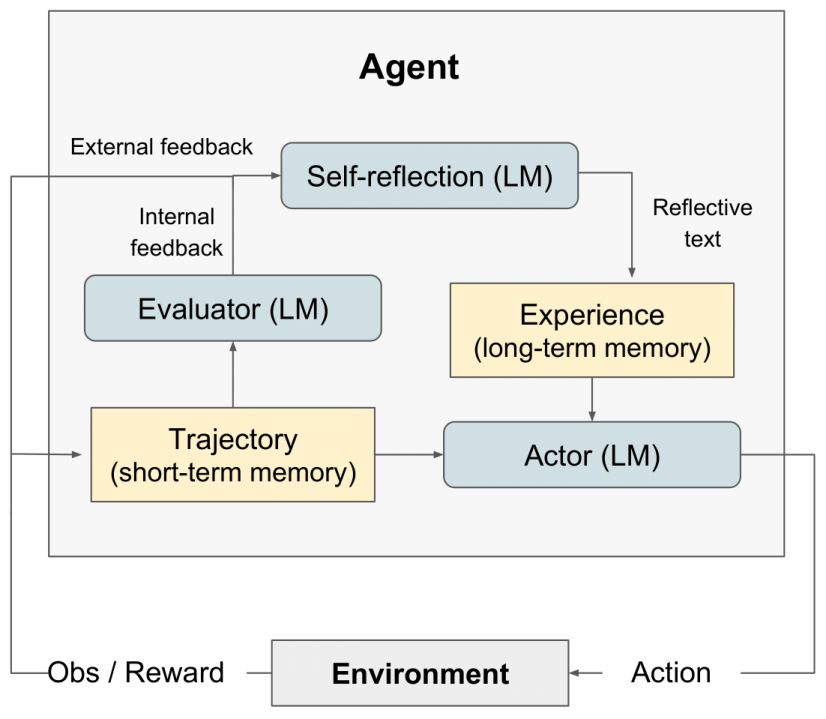 Agent
External feedback
Self-reflection (LM)
Internal
feedback
Reflective
text
Evaluator (LM)
Experience
(long-term memory)
Trajectory
(short-term memory)
Actor (LM)
Obs / Reward
Environment
Action